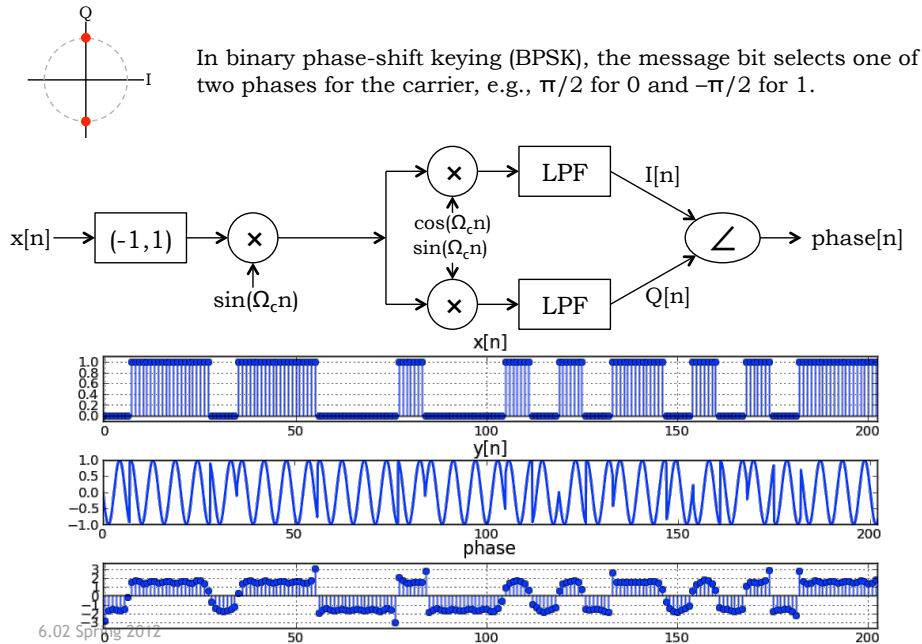 Q
I
In binary phase-shift keying (BPSK), the message bit selects one of
two phases for the carrier, e.g., π/2 for 0 and –π/2 for 1.
x[n]
(-1,1)
×
sin(Ωcn)
×
LPF
I[n]
cos(Ωcn)
sin(Ωcn)
∠
phase[n]
×
LPF
Q[n]
x[n]
1.0
0.8
0.6
0.4
0.2
0.0
0 50 100 150 200
y[n]
1.0
0.5
0.0
−0.5
−1.0
0 50 100 150 200
phase
3
2
1
0
−1
−2
−3
0 50 100 150 200
6.02 Spring 2012